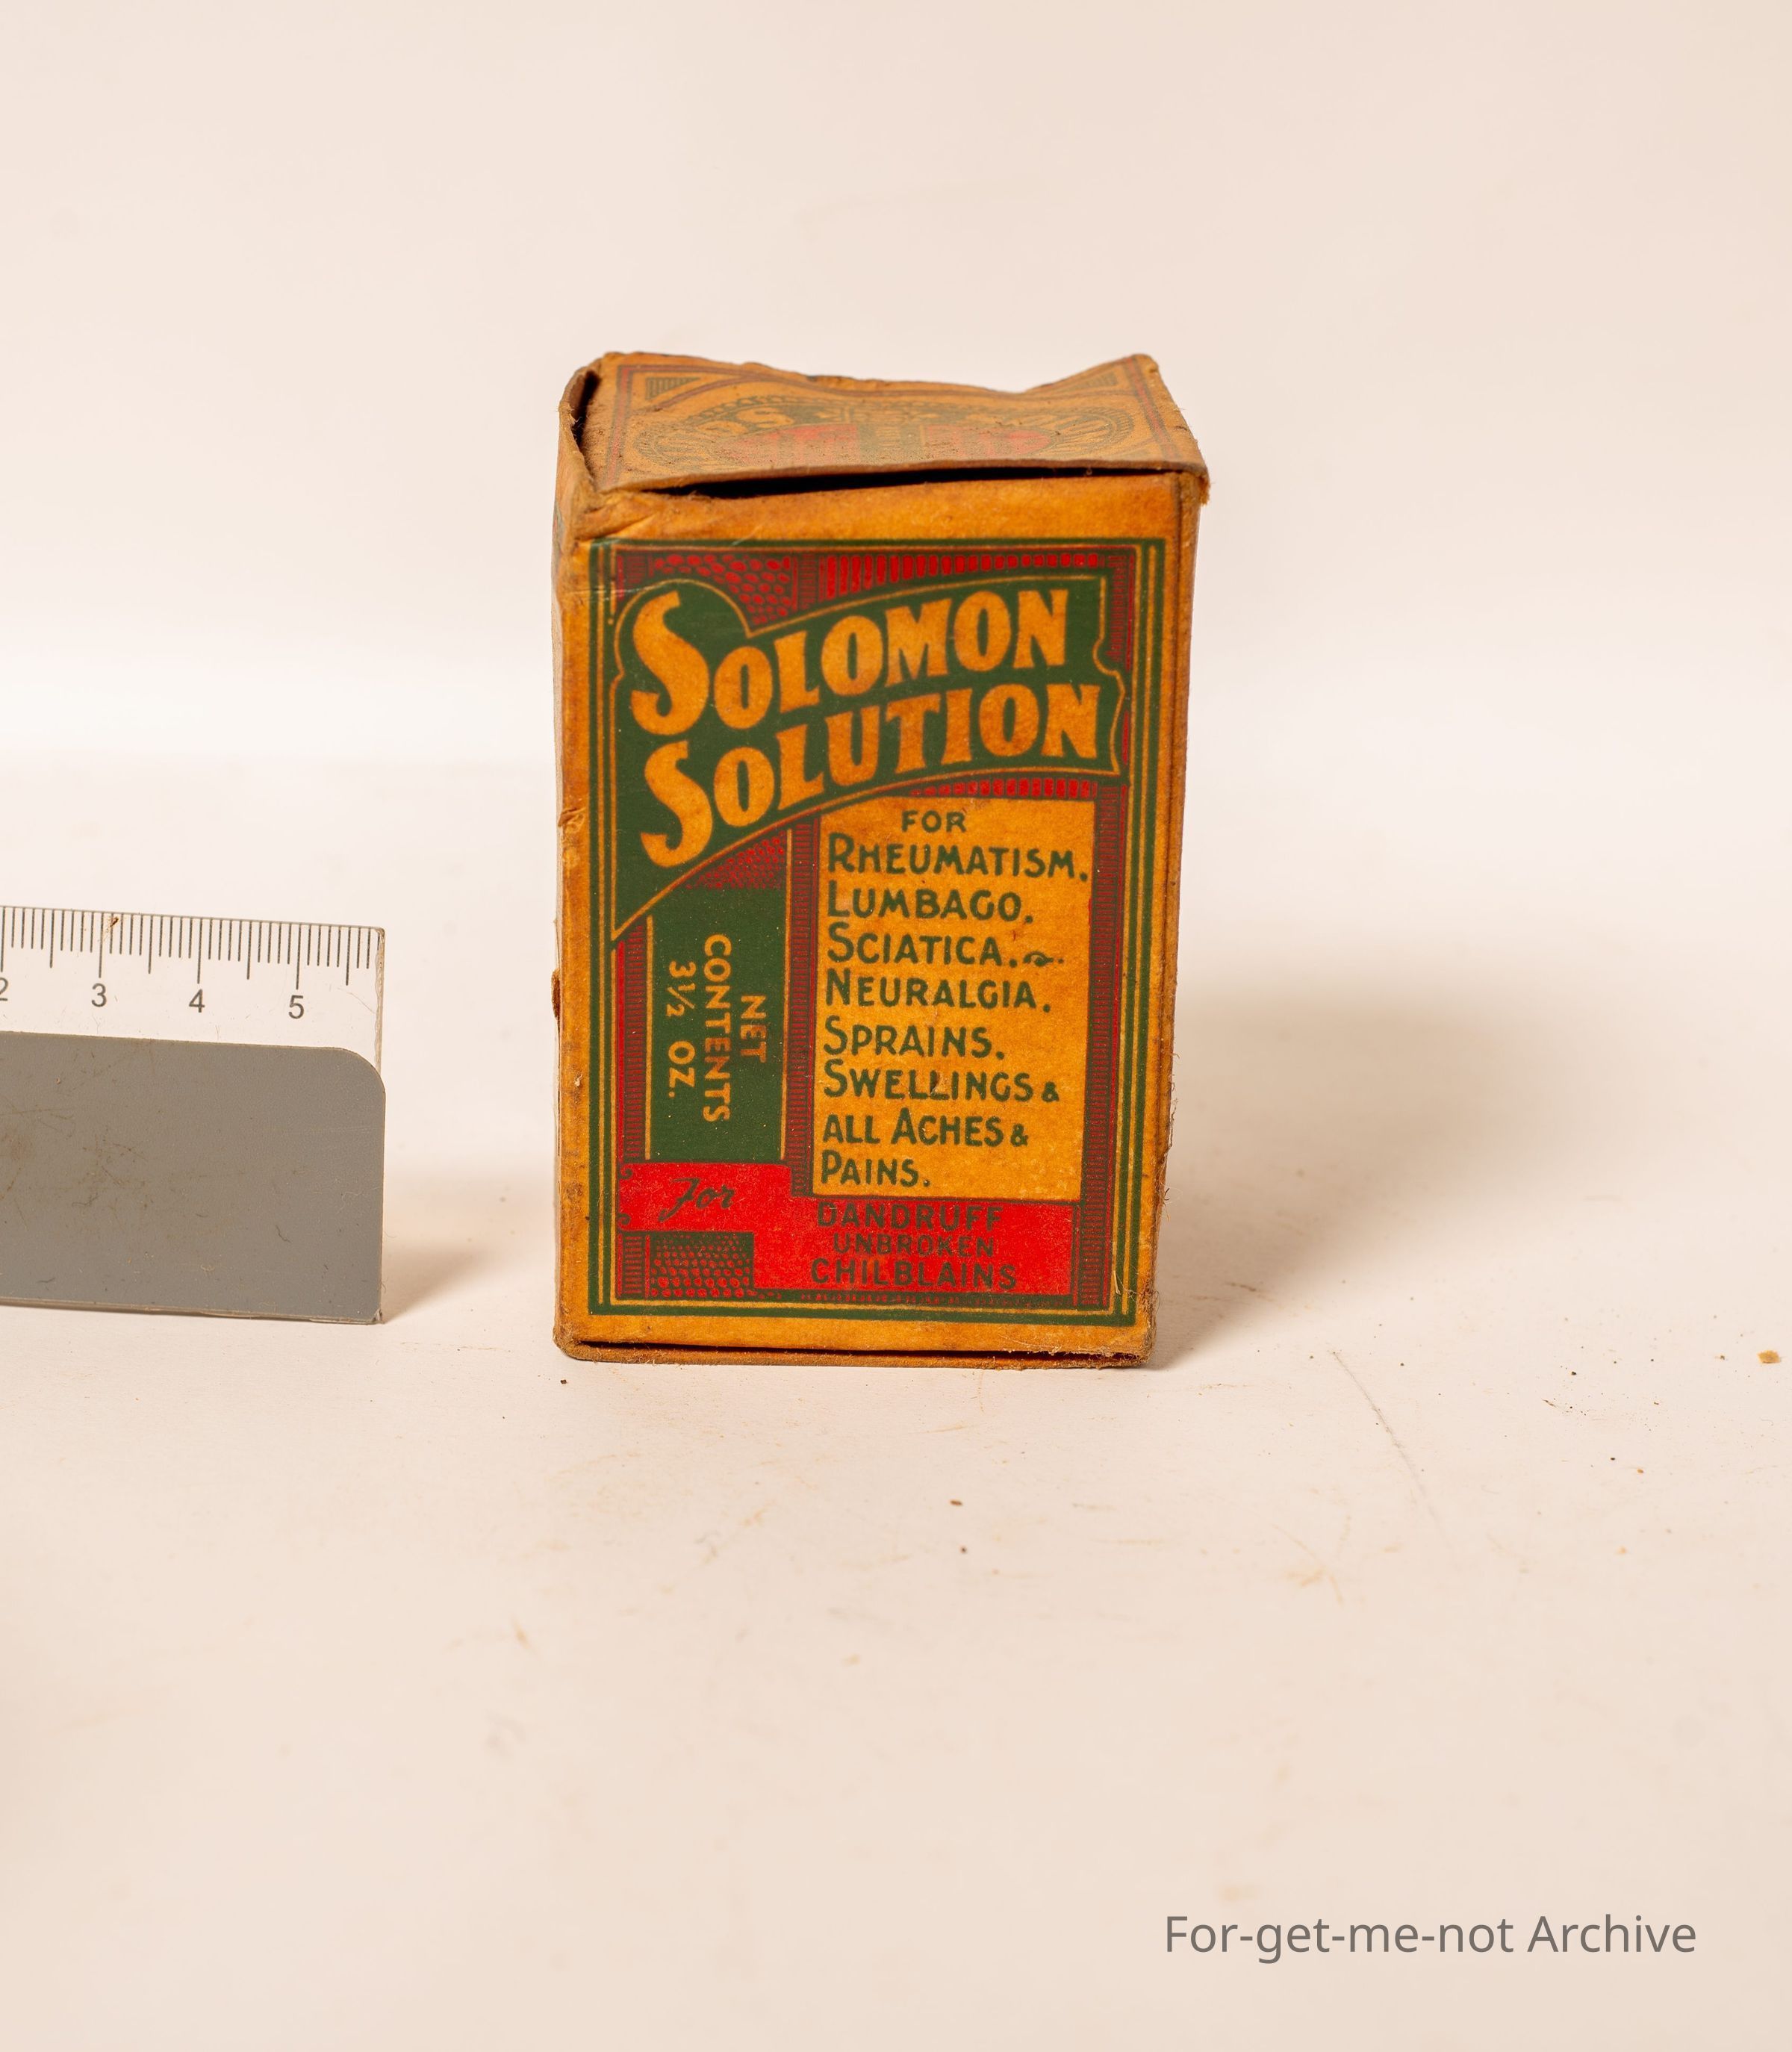 SOLOMON
SOLUTION
FOR
RHEUMATISM.
LUMBAGO.
SCIATICA.
NEURALGIA.
SPRAINS.
SWELLINGS &
ALL ACHES &
PAINS.
NET
CONTENTS
3½ OZ.
For
DANDRUFF
UNBROKEN
CHILBLAINS
2 3 4 5
For-get-me-not Archive